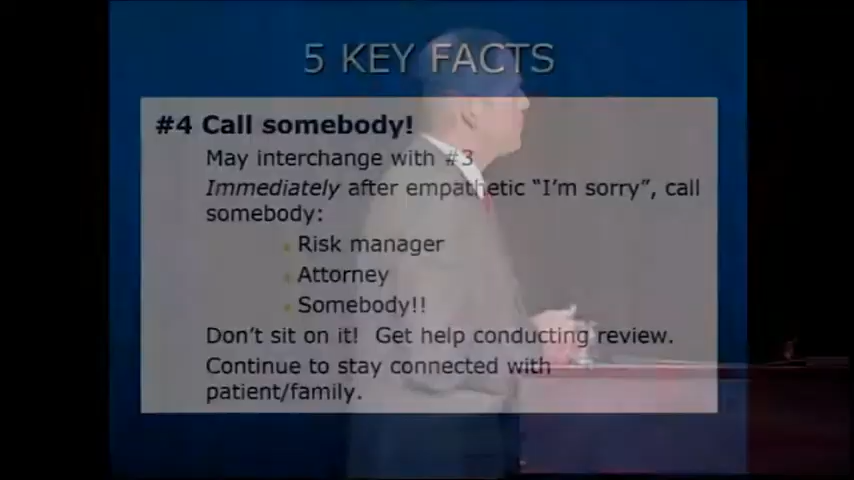 5 KEY FACTS
#4 Call somebody!
May interchange with #3
Immediately after empathetic “I’m sorry”, call
somebody:
Risk manager
Attorney
Somebody!!
Don’t sit on it! Get help conducting review.
Continue to stay connected with
patient/family.